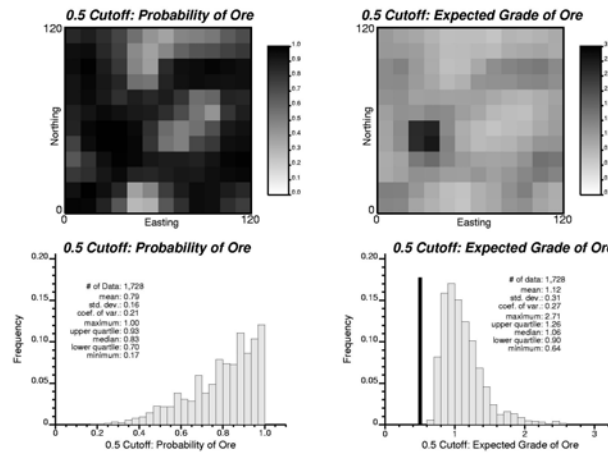 0.5 Cutoff: Probability of Ore
120
Northing
0
0
Easting
120
1.0
0.9
0.8
0.7
0.6
0.5
0.4
0.3
0.2
0.1
0.0
0.5 Cutoff: Expected Grade of Ore
120
Northing
0
0
Easting
120
0.5 Cutoff: Probability of Ore
0.20
0.15
0.10
0.05
0.00
Frequency
# of Data: 1,728
mean: 0.79
std. dev.: 0.16
coef. of var.: 0.21
maximum: 1.00
upper quartile: 0.93
median: 0.83
lower quartile: 0.70
minimum: 0.17
0
0.2
0.4
0.6
0.8
1.0
0.5 Cutoff: Probability of Ore
0.5 Cutoff: Expected Grade of Or
0.20
0.15
0.10
0.05
0.00
Frequency
# of data: 1,728
mean: 1.12
std. dev.: 0.31
coef. of var.: 0.27
maximum: 2.71
upper quartile: 1.26
median: 1.06
lower quartile: 0.90
minimum: 0.64
0
1
2
3
0.5 Cutoff: Expected Grade of Ore